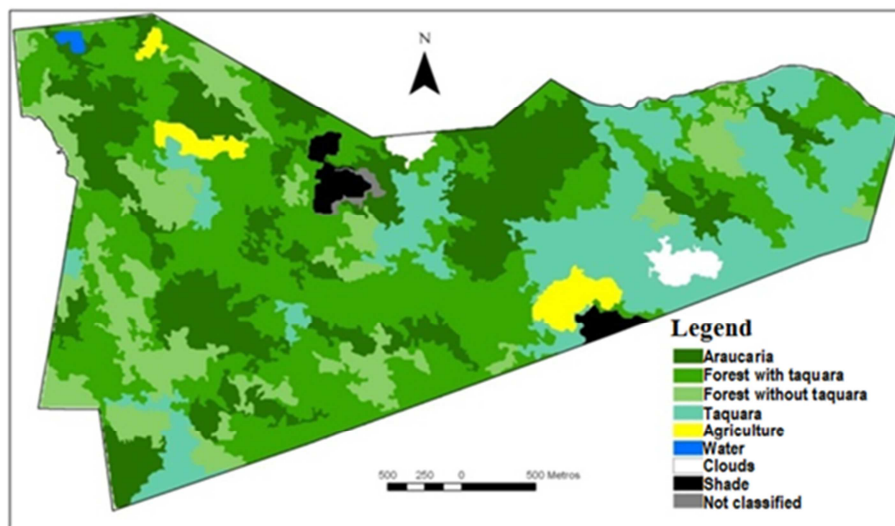 N
Legend
Araucaria
Forest with taquara
Forest without taquara
Taquara
Agriculture
Water
Clouds
Shade
Not classified
500 250 0 500 Metros